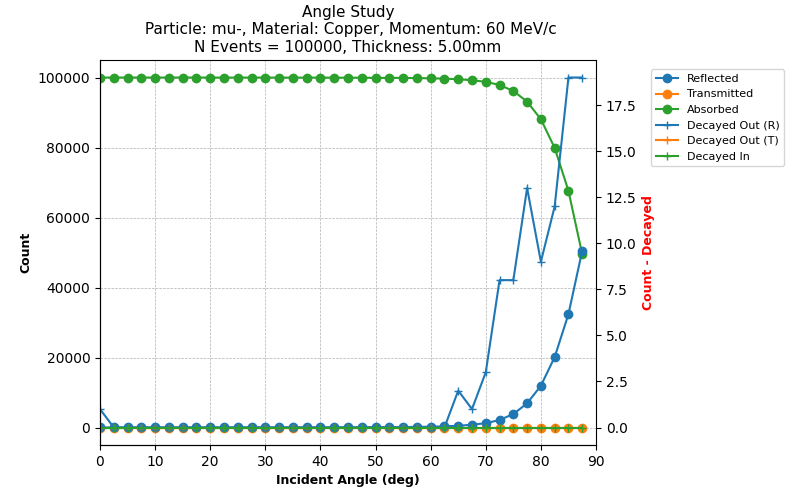 Angle Study
Particle: mu-, Material: Copper, Momentum: 60 MeV/c
N Events = 100000, Thickness: 5.00mm
100000
80000
60000
40000
20000
0
Count
0 10 20 30 40 50 60 70 80 90
Incident Angle (deg)
17.5
15.0
12.5
10.0
7.5
5.0
2.5
0.0
Count - Decayed
Reflected
Transmitted
Absorbed
Decayed Out (R)
Decayed Out (T)
Decayed In